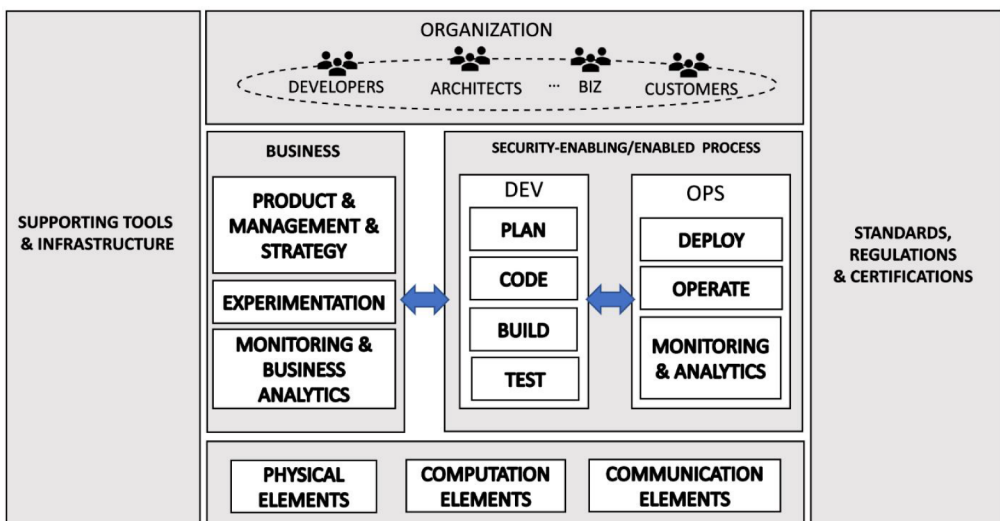 SUPPORTING TOOLS
& INFRASTRUCTURE
ORGANIZATION
DEVELOPERS
ARCHITECTS
...
BIZ
CUSTOMERS
BUSINESS
PRODUCT &
MANAGEMENT &
STRATEGY
EXPERIMENTATION
MONITORING &
BUSINESS
ANALYTICS
SECURITY-ENABLING/ENABLED PROCESS
DEV
PLAN
CODE
BUILD
TEST
OPS
DEPLOY
OPERATE
MONITORING
& ANALYTICS
PHYSICAL
ELEMENTS
COMPUTATION
ELEMENTS
COMMUNICATION
ELEMENTS
STANDARDS,
REGULATIONS
& CERTIFICATIONS